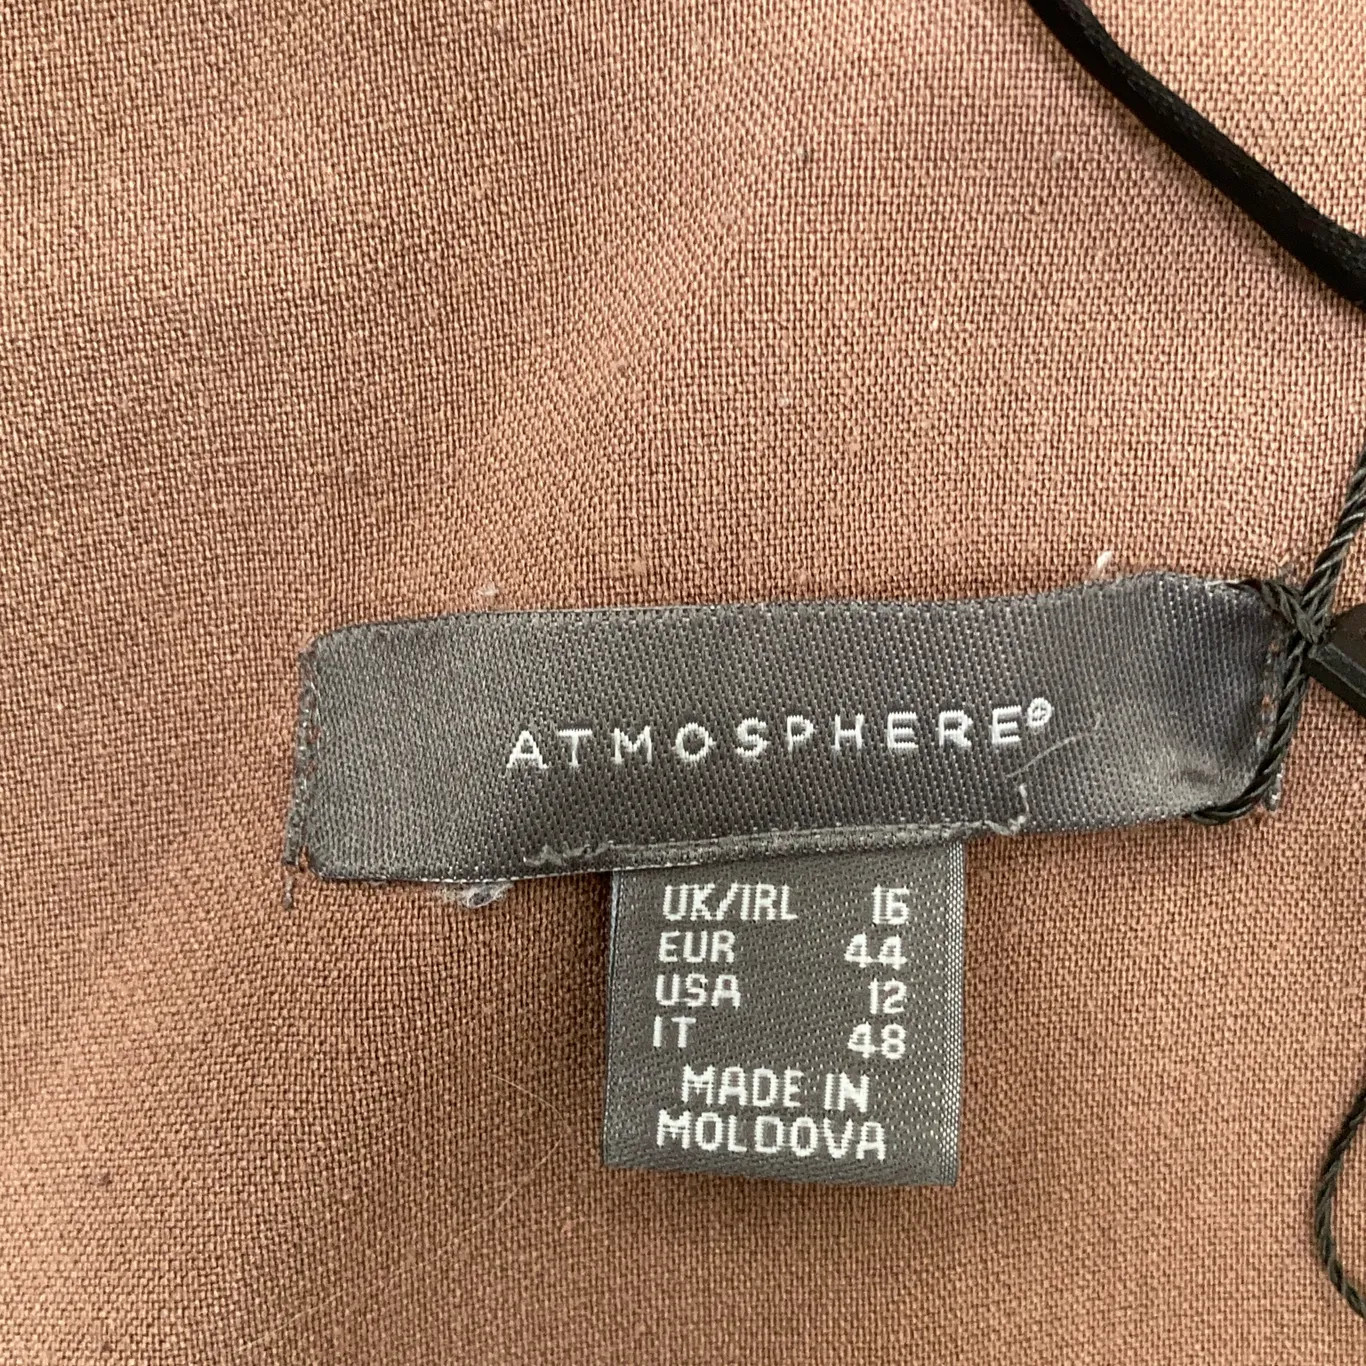 ATMOSPHERE®
UK/IRL 16
EUR 44
USA 12
IT 48
MADE IN
MOLDOVA